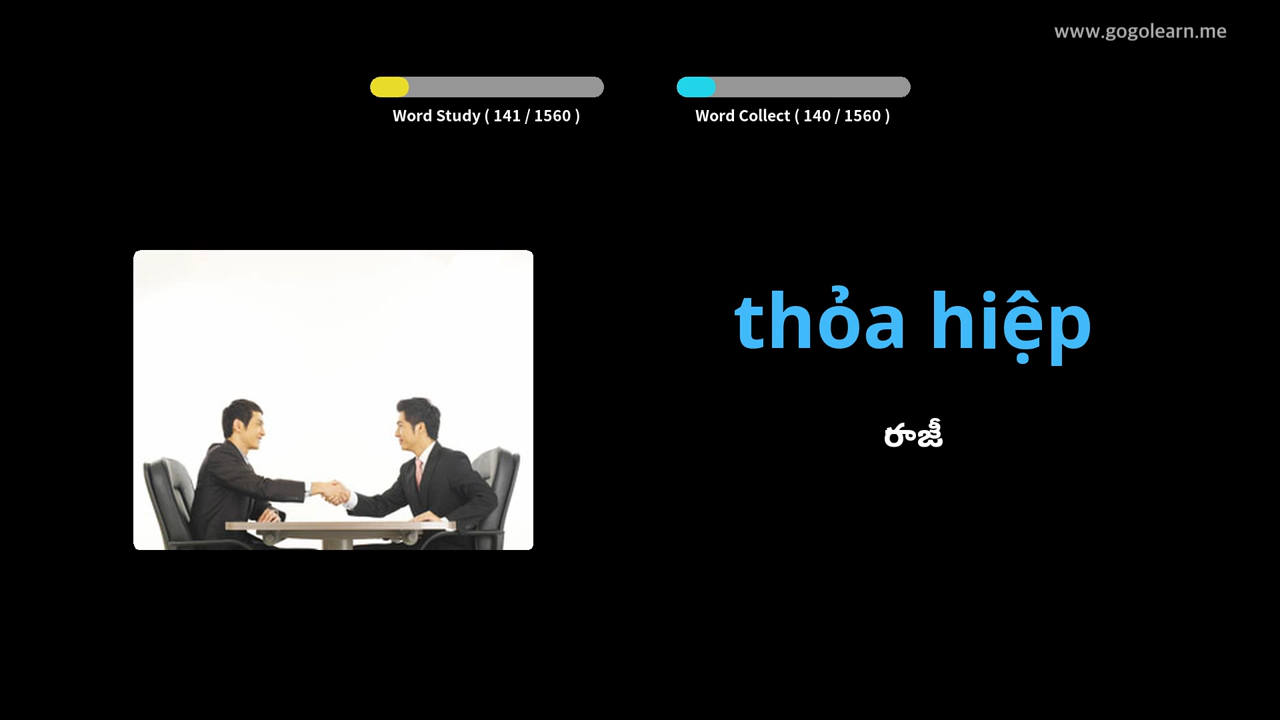 www.gogolearn.me
Word Study ( 141 / 1560 )
Word Collect ( 140 / 1560 )
thỏa hiệp
రాజీ